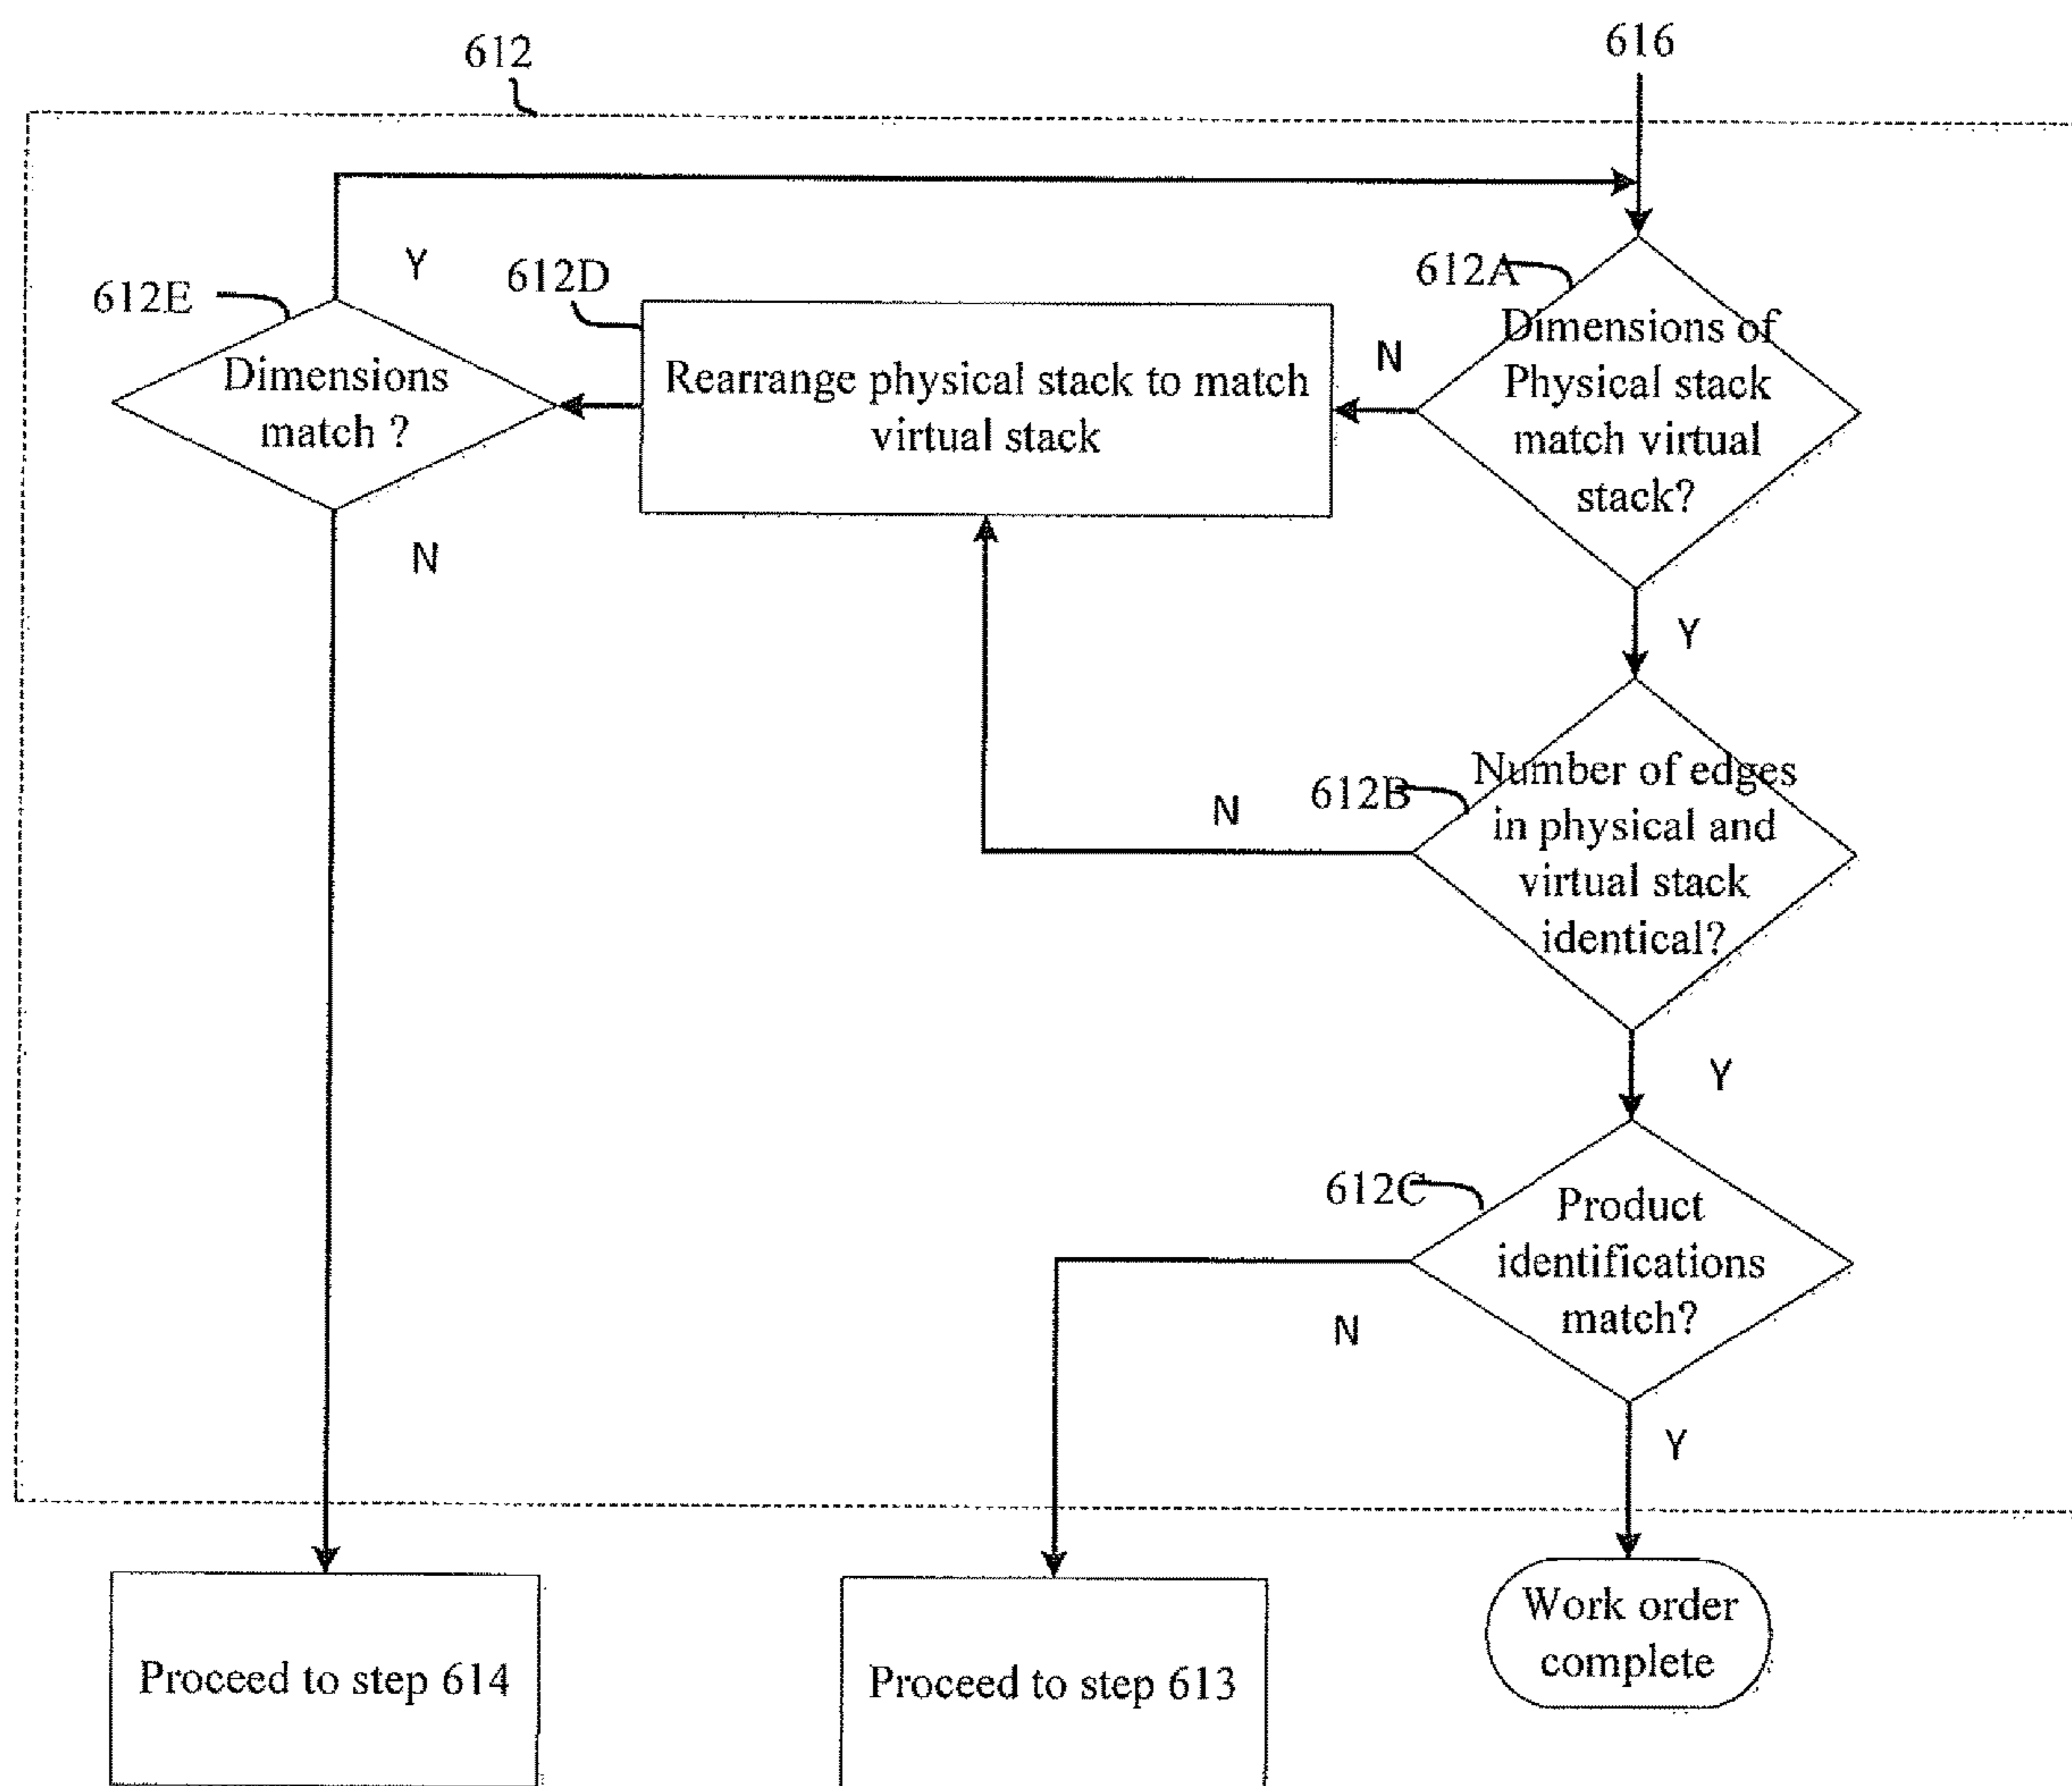 612
616
Y
612E
612D
612A
Dimensions
match ?
Rearrange physical stack to match
virtual stack
N
Dimensions of
Physical stack
match virtual
stack?
N
Y
612B
N
Number of edges
in physical and
virtual stack
identical?
Y
612C
N
Product
identifications
match?
Y
Proceed to step 614
Proceed to step 613
Work order
complete